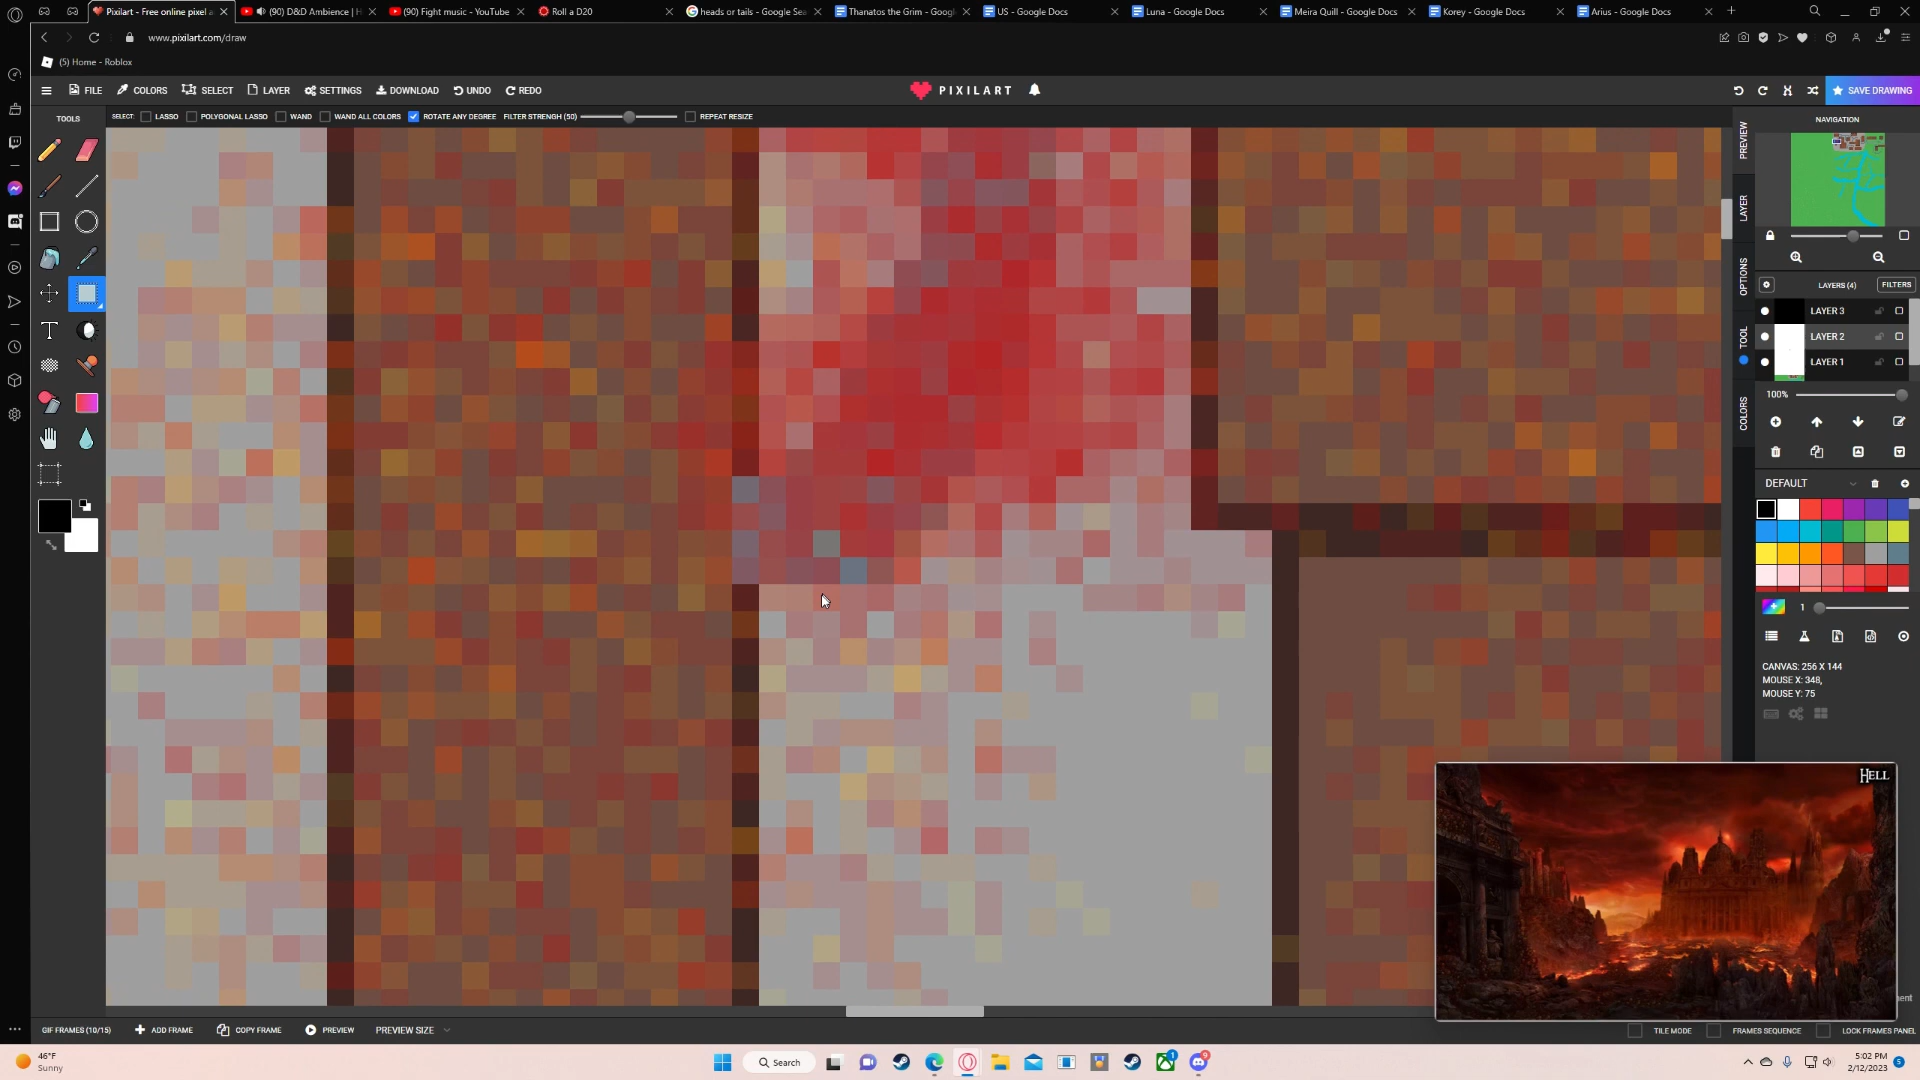 Pixilart - Free online pixel a
(90) D&D Ambience | H
(90) Fight music - YouTube
Roll a D20
heads or tails - Google Sea
Thanatos the Grim - Googl
US - Google Docs
Luna - Google Docs
Meira Quill - Google Docs
Korey - Google Docs
Arius - Google Docs
www.pixilart.com/draw
(5) Home - Roblox
FILE
COLORS
SELECT
LAYER
SETTINGS
DOWNLOAD
UNDO
REDO
PIXILART
SAVE DRAWING
TOOLS
SELECT:
LASSO
POLYGONAL LASSO
WAND
WAND ALL COLORS
ROTATE ANY DEGREE
FILTER STRENGH (50)
REPEAT RESIZE
NAVIGATION
PREVIEW
LAYER
OPTIONS
TOOL
COLORS
LAYERS (4)
FILTERS
LAYER 3
LAYER 2
LAYER 1
100%
DEFAULT
1
CANVAS: 256 X 144
MOUSE X: 348,
MOUSE Y: 75
HELL
GIF FRAMES (10/15)
ADD FRAME
COPY FRAME
PREVIEW
PREVIEW SIZE
TILE MODE
FRAMES SEQUENCE
LOCK FRAMES PANEL
46°F
Sunny
Search
1
9
5:02 PM
2/12/2023
5